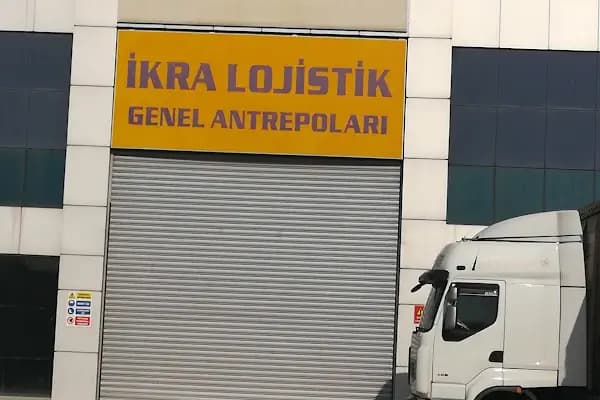 İKRA LOJİSTİK
GENEL ANTREPOLARI